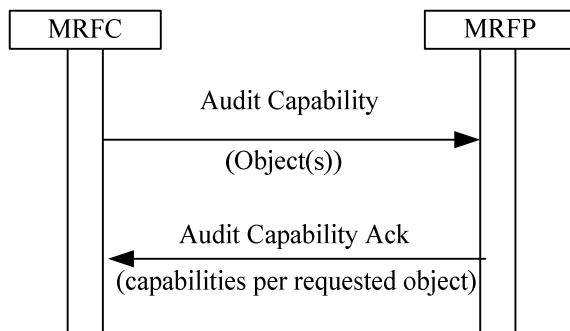 MRFC
MRFP
Audit Capability
(Object(s))
Audit Capability Ack
(capabilities per requested object)